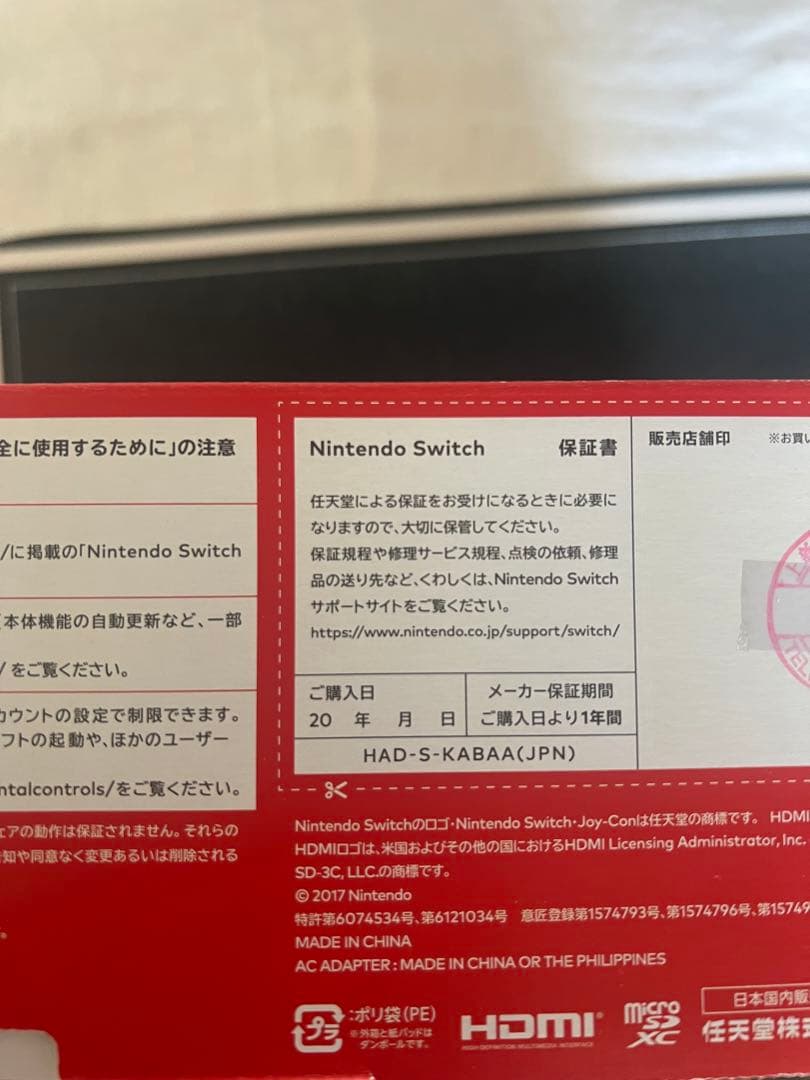 全に使用するために」の注意
/に掲載の「Nintendo Switch
本体機能の自動更新など、一部
/ をご覧ください。
カウントの設定で制限できます。
フトの起動や、ほかのユーザー
ntalcontrols/をご覧ください。
ェアの動作は保証されません。それらの
告知や同意なく変更あるいは削除される
Nintendo Switch 保証書
任天堂による保証をお受けになるときに必要に
なりますので、大切に保管してください。
保証規程や修理サービス規程、点検の依頼、修理
品の送り先など、くわしくは、Nintendo Switch
サポートサイトをご覧ください。
https://www.nintendo.co.jp/support/switch/
ご購入日
20 年 月 日
メーカー保証期間
ご購入日より1年間
HAD-S-KABAA(JPN)
販売店舗印 ※お買い
TEL
Nintendo Switchのロゴ・Nintendo Switch・Joy-Conは任天堂の商標です。 HDMI
HDMIロゴは、米国およびその他の国におけるHDMI Licensing Administrator, Inc.
SD-3C, LLC.の商標です。
© 2017 Nintendo
特許第6074534号、第6121034号 意匠登録第1574793号、第1574796号、第15749
MADE IN CHINA
AC ADAPTER : MADE IN CHINA OR THE PHILIPPINES
プラ
:ポリ袋(PE)
※外箱と紙パッドは
ダンボールです。
HDMI
HIGH-DEFINITION MULTIMEDIA INTERFACE
micro
SD
XC
日本国内販
任天堂株式